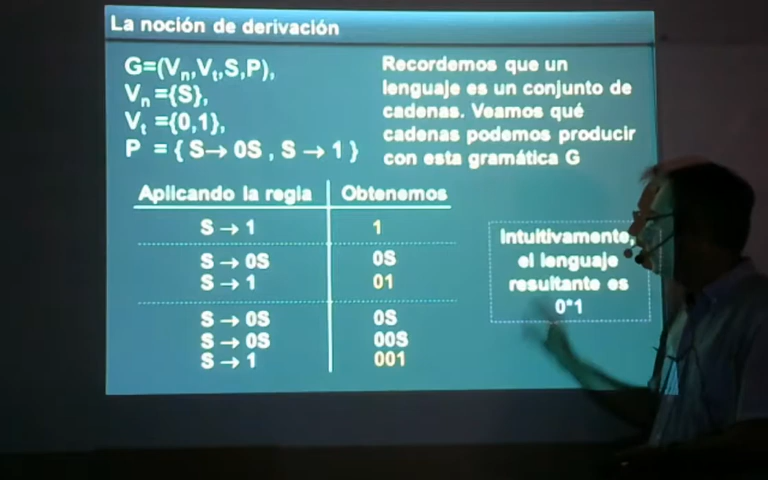 La noción de derivación
G=(Vn,Vt,S,P),
Vn ={S},
Vt ={0,1},
P = { S→ 0S , S → 1 }
Recordemos que un
lenguaje es un conjunto de
cadenas. Veamos qué
cadenas podemos producir
con esta gramática G
Aplicando la regla Obtenemos
S → 1 1
S → 0S 0S
S → 1 01
S → 0S 0S
S → 0S 00S
S → 1 001
Intuitivamente,
el lenguaje
resultante es
0*1